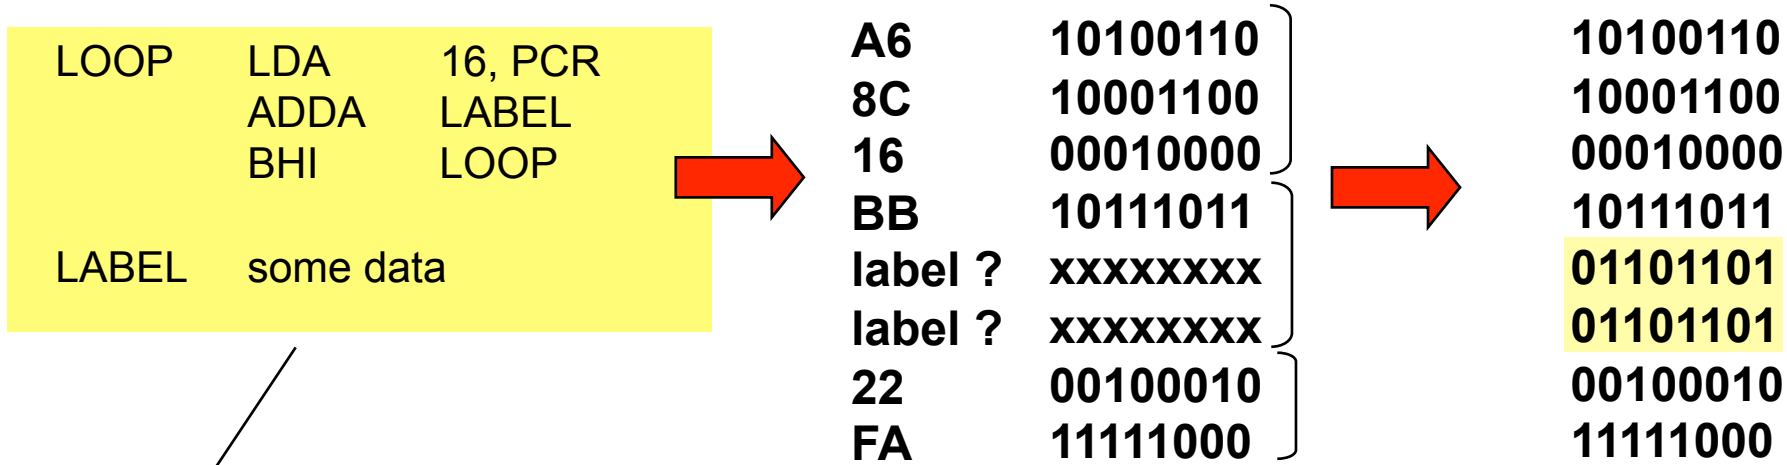 LOOP LDA 16, PCR
ADDA LABEL
BHI LOOP
LABEL some data
A6 10100110
8C 10001100
16 00010000
BB 10111011
label ? xxxxxxxx
label ? xxxxxxxx
22 00100010
FA 11111000
10100110
10001100
00010000
10111011
01101101
01101101
00100010
11111000